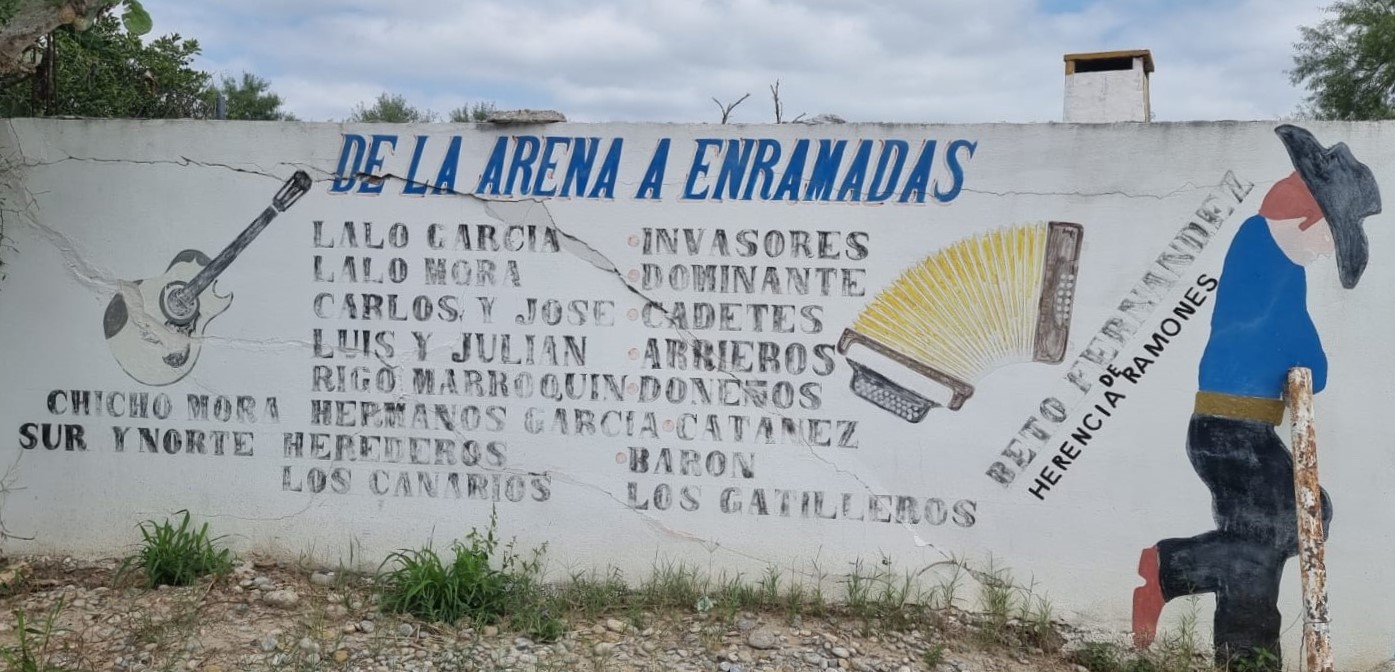 DE LA ARENA A ENRAMADAS
LALO GARCIA INVASORES
LALO MORA DOMINANTE
CARLOS Y JOSE CADETES
LUIS Y JULIAN ARRIEROS
RIGO MARROQUIN DONEÑOS
CHICHO MORA HERMANOS GARCIA CATANEZ
SUR Y NORTE HEREDEROS BARON
LOS CANARIOS LOS GATILLEROS
BETO FERNANDEZ
HERENCIA DE RAMONES